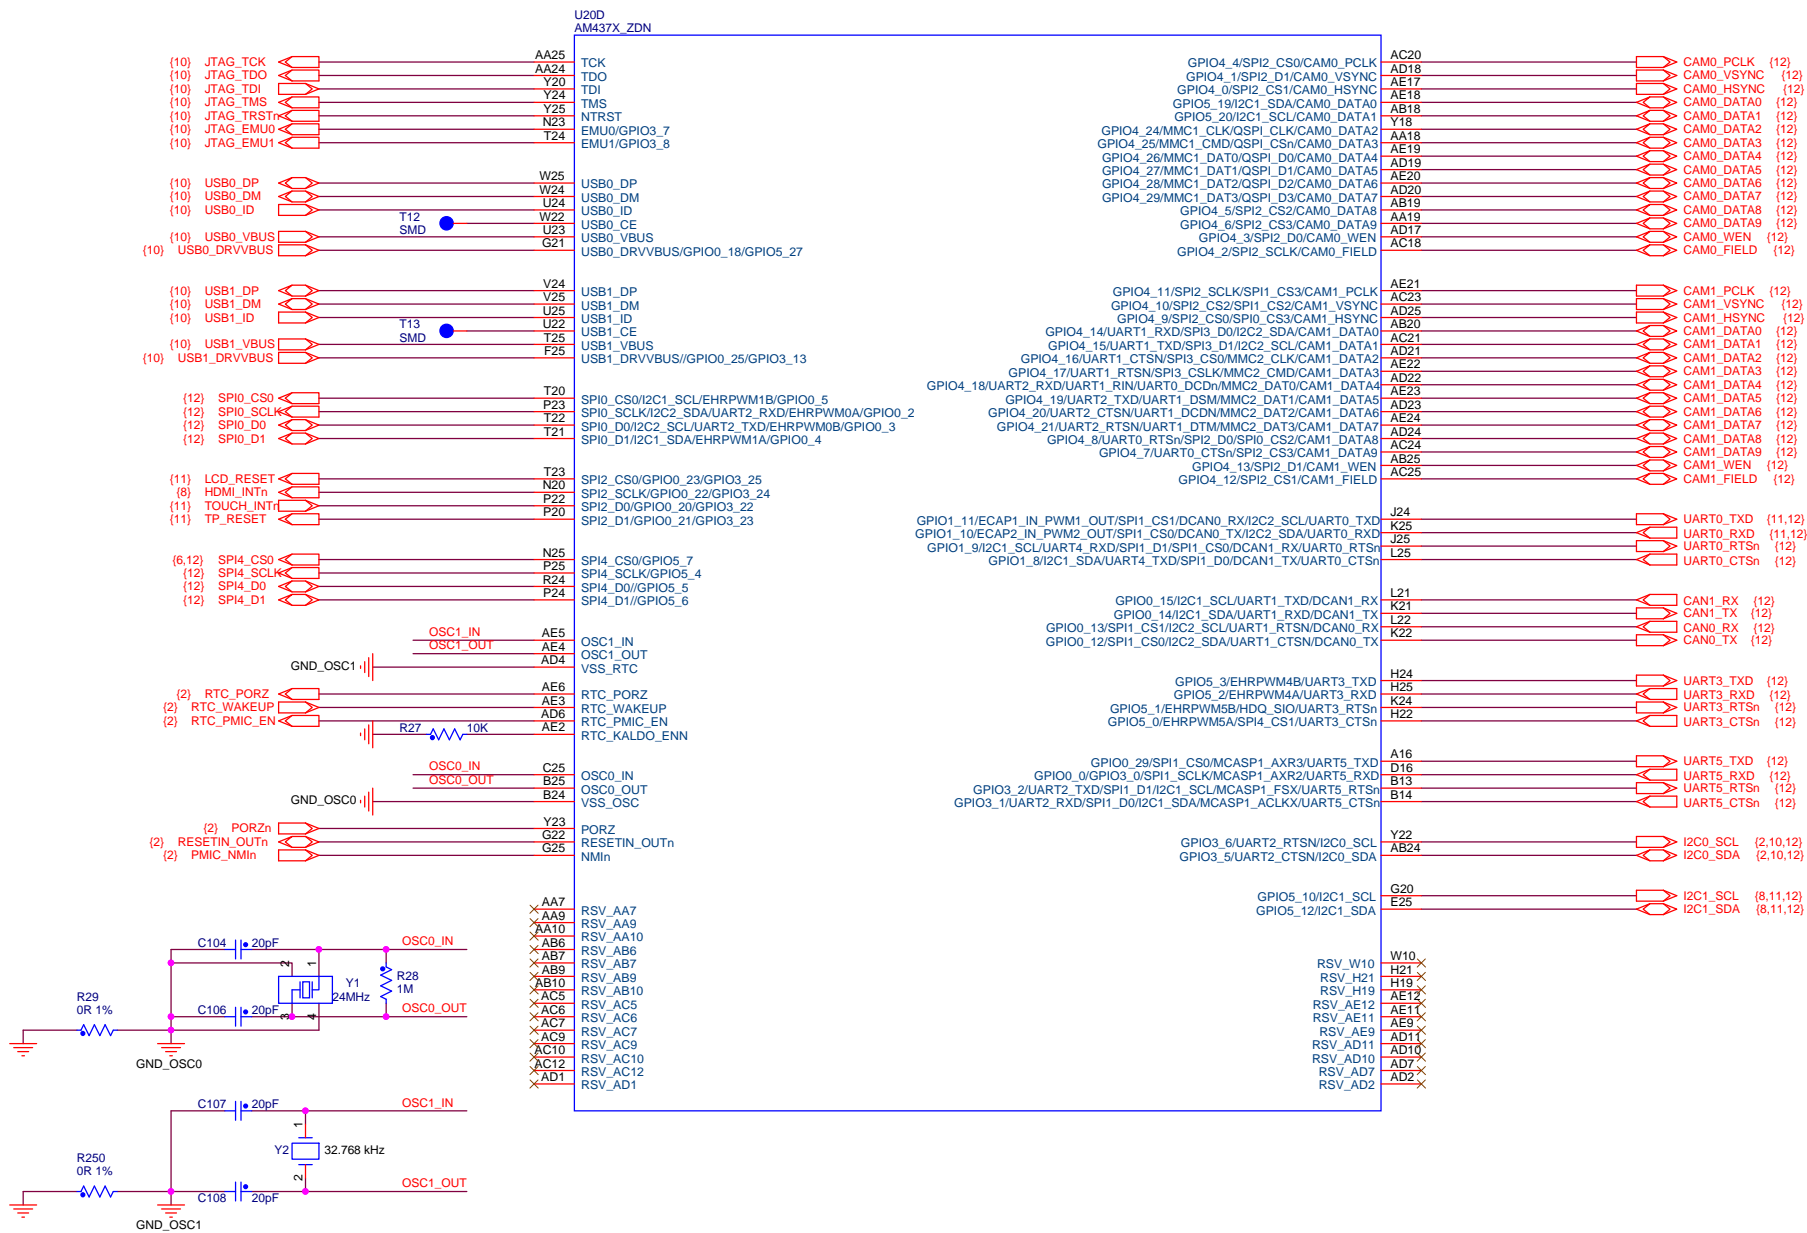 U20D
AM437X_ZDN
{10} JTAG_TCK AA25 TCK
{10} JTAG_TDO AA24 TDO
{10} JTAG_TDI Y20 TDI
{10} JTAG_TMS Y24 TMS
{10} JTAG_TRSTn Y25 NTRST
{10} JTAG_EMU0 N23 EMU0/GPIO3_7
{10} JTAG_EMU1 T24 EMU1/GPIO3_8
{10} USB0_DP W25 USB0_DP
{10} USB0_DM W24 USB0_DM
{10} USB0_ID U24 USB0_ID
T12 SMD W22 USB0_CE
{10} USB0_VBUS U23 USB0_VBUS
{10} USB0_DRVVBUS G21 USB0_DRVVBUS/GPIO0_18/GPIO5_27
{10} USB1_DP V24 USB1_DP
{10} USB1_DM V25 USB1_DM
{10} USB1_ID U25 USB1_ID
T13 SMD U22 USB1_CE
{10} USB1_VBUS T25 USB1_VBUS
{10} USB1_DRVVBUS F25 USB1_DRVVBUS//GPIO0_25/GPIO3_13
{12} SPI0_CS0 T20 SPI0_CS0/I2C1_SCL/EHRPWM1B/GPIO0_5
{12} SPI0_SCLK P23 SPI0_SCLK/I2C2_SDA/UART2_RXD/EHRPWM0A/GPIO0_2
{12} SPI0_D0 T22 SPI0_D0/I2C2_SCL/UART2_TXD/EHRPWM0B/GPIO0_3
{12} SPI0_D1 T21 SPI0_D1/I2C1_SDA/EHRPWM1A/GPIO0_4
{11} LCD_RESET T23 SPI2_CS0/GPIO0_23/GPIO3_25
{8} HDMI_INTn N20 SPI2_SCLK/GPIO0_22/GPIO3_24
{11} TOUCH_INTn P22 SPI2_D0/GPIO0_20/GPIO3_22
{11} TP_RESET P20 SPI2_D1/GPIO0_21/GPIO3_23
{6,12} SPI4_CS0 N25 SPI4_CS0/GPIO5_7
{12} SPI4_SCLK P25 SPI4_SCLK/GPIO5_4
{12} SPI4_D0 R24 SPI4_D0//GPIO5_5
{12} SPI4_D1 P24 SPI4_D1//GPIO5_6
OSC1_IN AE5 OSC1_IN
OSC1_OUT AE4 OSC1_OUT
GND_OSC1 AD4 VSS_RTC
{2} RTC_PORZ AE6 RTC_PORZ
{2} RTC_WAKEUP AE3 RTC_WAKEUP
{2} RTC_PMIC_EN AD6 RTC_PMIC_EN
R27 10K AE2 RTC_KALDO_ENN
OSC0_IN C25 OSC0_IN
OSC0_OUT B25 OSC0_OUT
GND_OSC0 B24 VSS_OSC
{2} PORZn Y23 PORZ
{2} RESETIN_OUTn G22 RESETIN_OUTn
{2} PMIC_NMIn G25 NMIn
AA7 RSV_AA7
AA9 RSV_AA9
AA10 RSV_AA10
AB6 RSV_AB6
AB7 RSV_AB7
AB9 RSV_AB9
AB10 RSV_AB10
AC5 RSV_AC5
AC6 RSV_AC6
AC7 RSV_AC7
AC9 RSV_AC9
AC10 RSV_AC10
AC12 RSV_AC12
AD1 RSV_AD1
GPIO4_4/SPI2_CS0/CAM0_PCLK AC20 CAM0_PCLK {12}
GPIO4_1/SPI2_D1/CAM0_VSYNC AD18 CAM0_VSYNC {12}
GPIO4_0/SPI2_CS1/CAM0_HSYNC AE17 CAM0_HSYNC {12}
GPIO5_19/I2C1_SDA/CAM0_DATA0 AE18 CAM0_DATA0 {12}
GPIO5_20/I2C1_SCL/CAM0_DATA1 AB18 CAM0_DATA1 {12}
GPIO4_24/MMC1_CLK/QSPI_CLK/CAM0_DATA2 Y18 CAM0_DATA2 {12}
GPIO4_25/MMC1_CMD/QSPI_CSn/CAM0_DATA3 AA18 CAM0_DATA3 {12}
GPIO4_26/MMC1_DAT0/QSPI_D0/CAM0_DATA4 AE19 CAM0_DATA4 {12}
GPIO4_27/MMC1_DAT1/QSPI_D1/CAM0_DATA5 AD19 CAM0_DATA5 {12}
GPIO4_28/MMC1_DAT2/QSPI_D2/CAM0_DATA6 AE20 CAM0_DATA6 {12}
GPIO4_29/MMC1_DAT3/QSPI_D3/CAM0_DATA7 AD20 CAM0_DATA7 {12}
GPIO4_5/SPI2_CS2/CAM0_DATA8 AB19 CAM0_DATA8 {12}
GPIO4_6/SPI2_CS3/CAM0_DATA9 AA19 CAM0_DATA9 {12}
GPIO4_3/SPI2_D0/CAM0_WEN AD17 CAM0_WEN {12}
GPIO4_2/SPI2_SCLK/CAM0_FIELD AC18 CAM0_FIELD {12}
GPIO4_11/SPI2_SCLK/SPI1_CS3/CAM1_PCLK AE21 CAM1_PCLK {12}
GPIO4_10/SPI2_CS2/SPI1_CS2/CAM1_VSYNC AC23 CAM1_VSYNC {12}
GPIO4_9/SPI2_CS0/SPI0_CS3/CAM1_HSYNC AD25 CAM1_HSYNC {12}
GPIO4_14/UART1_RXD/SPI3_D0/I2C2_SDA/CAM1_DATA0 AB20 CAM1_DATA0 {12}
GPIO4_15/UART1_TXD/SPI3_D1/I2C2_SCL/CAM1_DATA1 AC21 CAM1_DATA1 {12}
GPIO4_16/UART1_CTSN/SPI3_CS0/MMC2_CLK/CAM1_DATA2 AD21 CAM1_DATA2 {12}
GPIO4_17/UART1_RTSN/SPI3_CSLK/MMC2_CMD/CAM1_DATA3 AE22 CAM1_DATA3 {12}
GPIO4_18/UART2_RXD/UART1_RIN/UART0_DCDn/MMC2_DAT0/CAM1_DATA4 AD22 CAM1_DATA4 {12}
GPIO4_19/UART2_TXD/UART1_DSM/MMC2_DAT1/CAM1_DATA5 AE23 CAM1_DATA5 {12}
GPIO4_20/UART2_CTSN/UART1_DCDN/MMC2_DAT2/CAM1_DATA6 AD23 CAM1_DATA6 {12}
GPIO4_21/UART2_RTSN/UART1_DTM/MMC2_DAT3/CAM1_DATA7 AE24 CAM1_DATA7 {12}
GPIO4_8/UART0_RTSn/SPI2_D0/SPI0_CS2/CAM1_DATA8 AD24 CAM1_DATA8 {12}
GPIO4_7/UART0_CTSn/SPI2_CS3/CAM1_DATA9 AC24 CAM1_DATA9 {12}
GPIO4_13/SPI2_D1/CAM1_WEN AB25 CAM1_WEN {12}
GPIO4_12/SPI2_CS1/CAM1_FIELD AC25 CAM1_FIELD {12}
GPIO1_11/ECAP1_IN_PWM1_OUT/SPI1_CS1/DCAN0_RX/I2C2_SCL/UART0_TXD J24 UART0_TXD {11,12}
GPIO1_10/ECAP2_IN_PWM2_OUT/SPI1_CS0/DCAN0_TX/I2C2_SDA/UART0_RXD K25 UART0_RXD {11,12}
GPIO1_9/I2C1_SCL/UART4_RXD/SPI1_D1/SPI1_CS0/DCAN1_RX/UART0_RTSn J25 UART0_RTSn {12}
GPIO1_8/I2C1_SDA/UART4_TXD/SPI1_D0/DCAN1_TX/UART0_CTSn L25 UART0_CTSn {12}
GPIO0_15/I2C1_SCL/UART1_TXD/DCAN1_RX L21 CAN1_RX {12}
GPIO0_14/I2C1_SDA/UART1_RXD/DCAN1_TX K21 CAN1_TX {12}
GPIO0_13/SPI1_CS1/I2C2_SCL/UART1_RTSN/DCAN0_RX L22 CAN0_RX {12}
GPIO0_12/SPI1_CS0/I2C2_SDA/UART1_CTSN/DCAN0_TX K22 CAN0_TX {12}
GPIO5_3/EHRPWM4B/UART3_TXD H24 UART3_TXD {12}
GPIO5_2/EHRPWM4A/UART3_RXD H25 UART3_RXD {12}
GPIO5_1/EHRPWM5B/HDQ_SIO/UART3_RTSn K24 UART3_RTSn {12}
GPIO5_0/EHRPWM5A/SPI4_CS1/UART3_CTSn H22 UART3_CTSn {12}
GPIO0_29/SPI1_CS0/MCASP1_AXR3/UART5_TXD A16 UART5_TXD {12}
GPIO0_0/GPIO3_0/SPI1_SCLK/MCASP1_AXR2/UART5_RXD D16 UART5_RXD {12}
GPIO3_2/UART2_TXD/SPI1_D1/I2C1_SCL/MCASP1_FSX/UART5_RTSn B13 UART5_RTSn {12}
GPIO3_1/UART2_RXD/SPI1_D0/I2C1_SDA/MCASP1_ACLKX/UART5_CTSn B14 UART5_CTSn {12}
GPIO3_6/UART2_RTSN/I2C0_SCL Y22 I2C0_SCL {2,10,12}
GPIO3_5/UART2_CTSN/I2C0_SDA AB24 I2C0_SDA {2,10,12}
GPIO5_10/I2C1_SCL G20 I2C1_SCL {8,11,12}
GPIO5_12/I2C1_SDA E25 I2C1_SDA {8,11,12}
RSV_W10 W10
RSV_H21 H21
RSV_H19 H19
RSV_AE12 AE12
RSV_AE11 AE11
RSV_AE9 AE9
RSV_AD11 AD11
RSV_AD10 AD10
RSV_AD7 AD7
RSV_AD2 AD2
C104 20pF OSC0_IN
2 1
Y1
24MHz
R28
1M
R29
0R 1%
C106 20pF OSC0_OUT
3 4
GND_OSC0
C107 20pF OSC1_IN
1
Y2 32.768 kHz
2
R250
0R 1%
C108 20pF OSC1_OUT
GND_OSC1